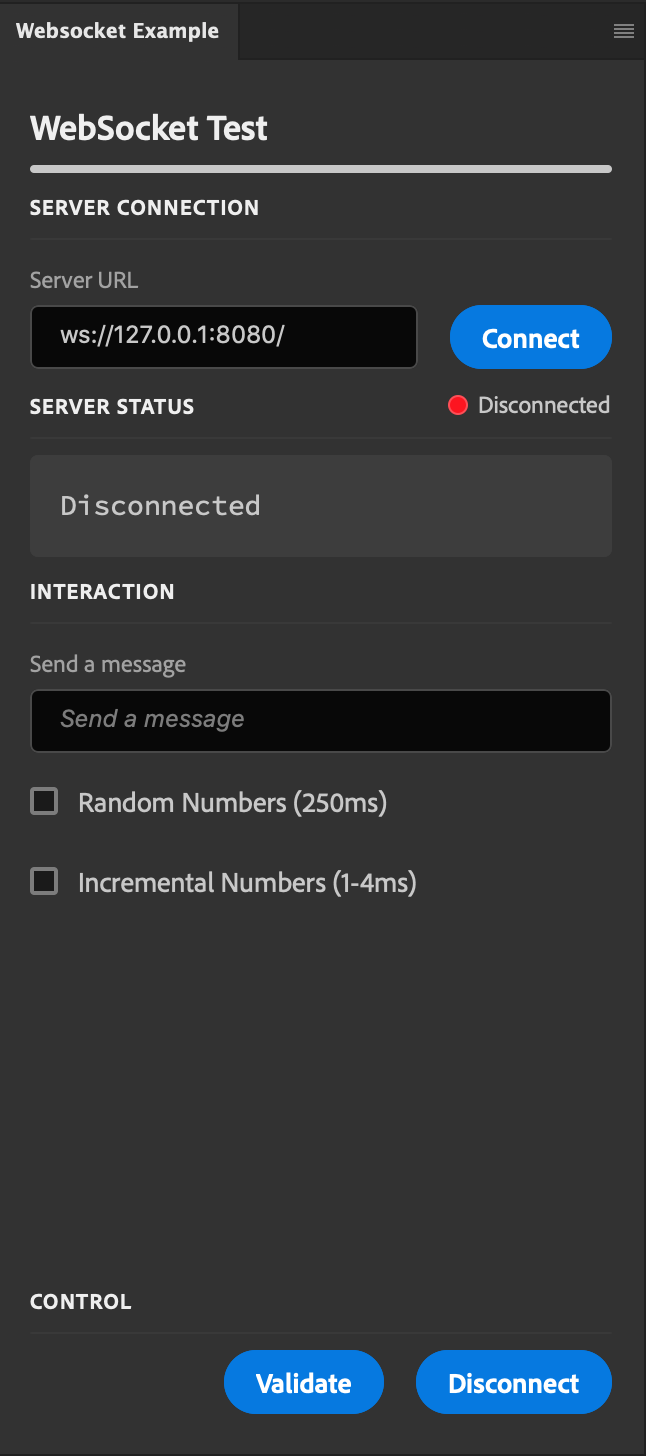 Websocket Example
WebSocket Test
SERVER CONNECTION
Server URL
ws://127.0.0.1:8080/
Connect
SERVER STATUS
Disconnected
Disconnected
INTERACTION
Send a message
Send a message
Random Numbers (250ms)
Incremental Numbers (1-4ms)
CONTROL
Validate
Disconnect